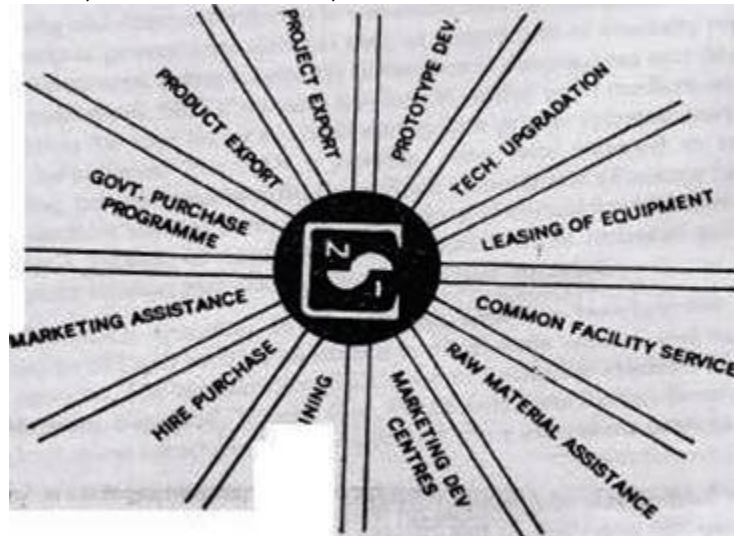 PROJECT EXPORT
PROTOTYPE DEV.
TECH. UPGRADATION
LEASING OF EQUIPMENT
COMMON FACILITY SERVICE
RAW MATERIAL ASSISTANCE
MARKETING DEV
CENTRES
HIRE PURCHASE
MARKETING ASSISTANCE
GOVT. PURCHASE
PROGRAMME
PRODUCT EXPORT